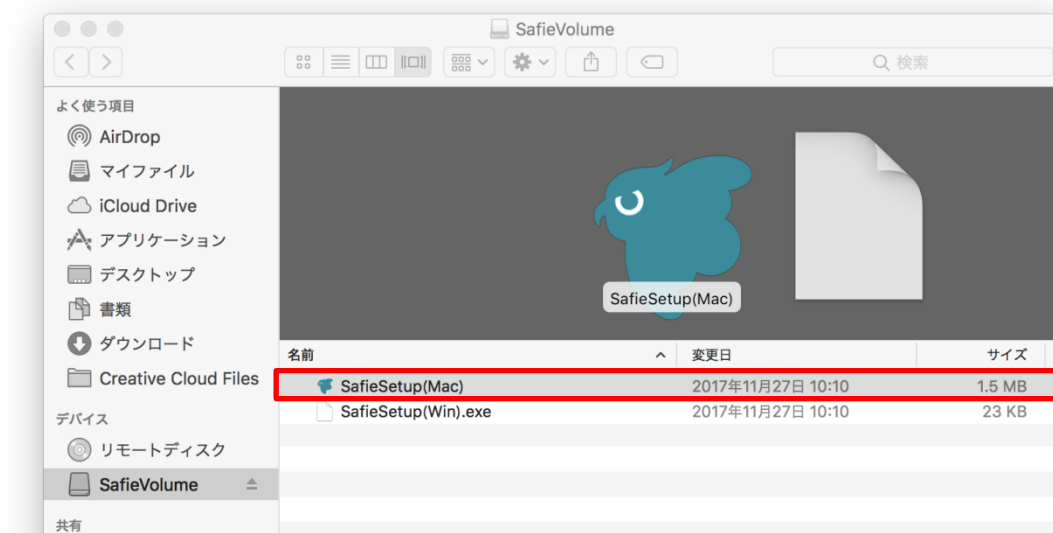 SafieVolume
検索
よく使う項目
AirDrop
マイファイル
iCloud Drive
アプリケーション
デスクトップ
書類
ダウンロード
Creative Cloud Files
デバイス
リモートディスク
SafieVolume
共有
SafieSetup(Mac)
名前 変更日 サイズ
SafieSetup(Mac) 2017年11月27日 10:10 1.5 MB
SafieSetup(Win).exe 2017年11月27日 10:10 23 KB